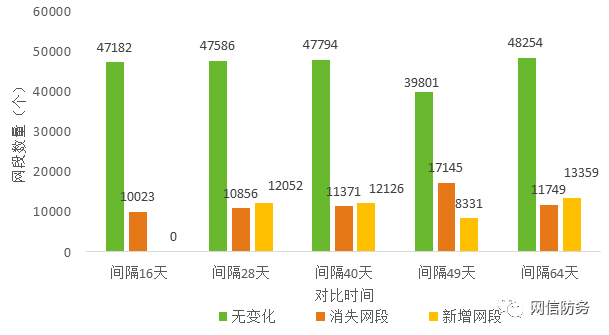 60000
50000
40000
30000
20000
10000
0
网段数量（个）
47182
10023
0
47586
10856
12052
47794
11371
12126
39801
17145
8331
48254
11749
13359
间隔16天
间隔28天
间隔40天
间隔49天
间隔64天
对比时间
无变化
消失网段
新增网段
网信防务